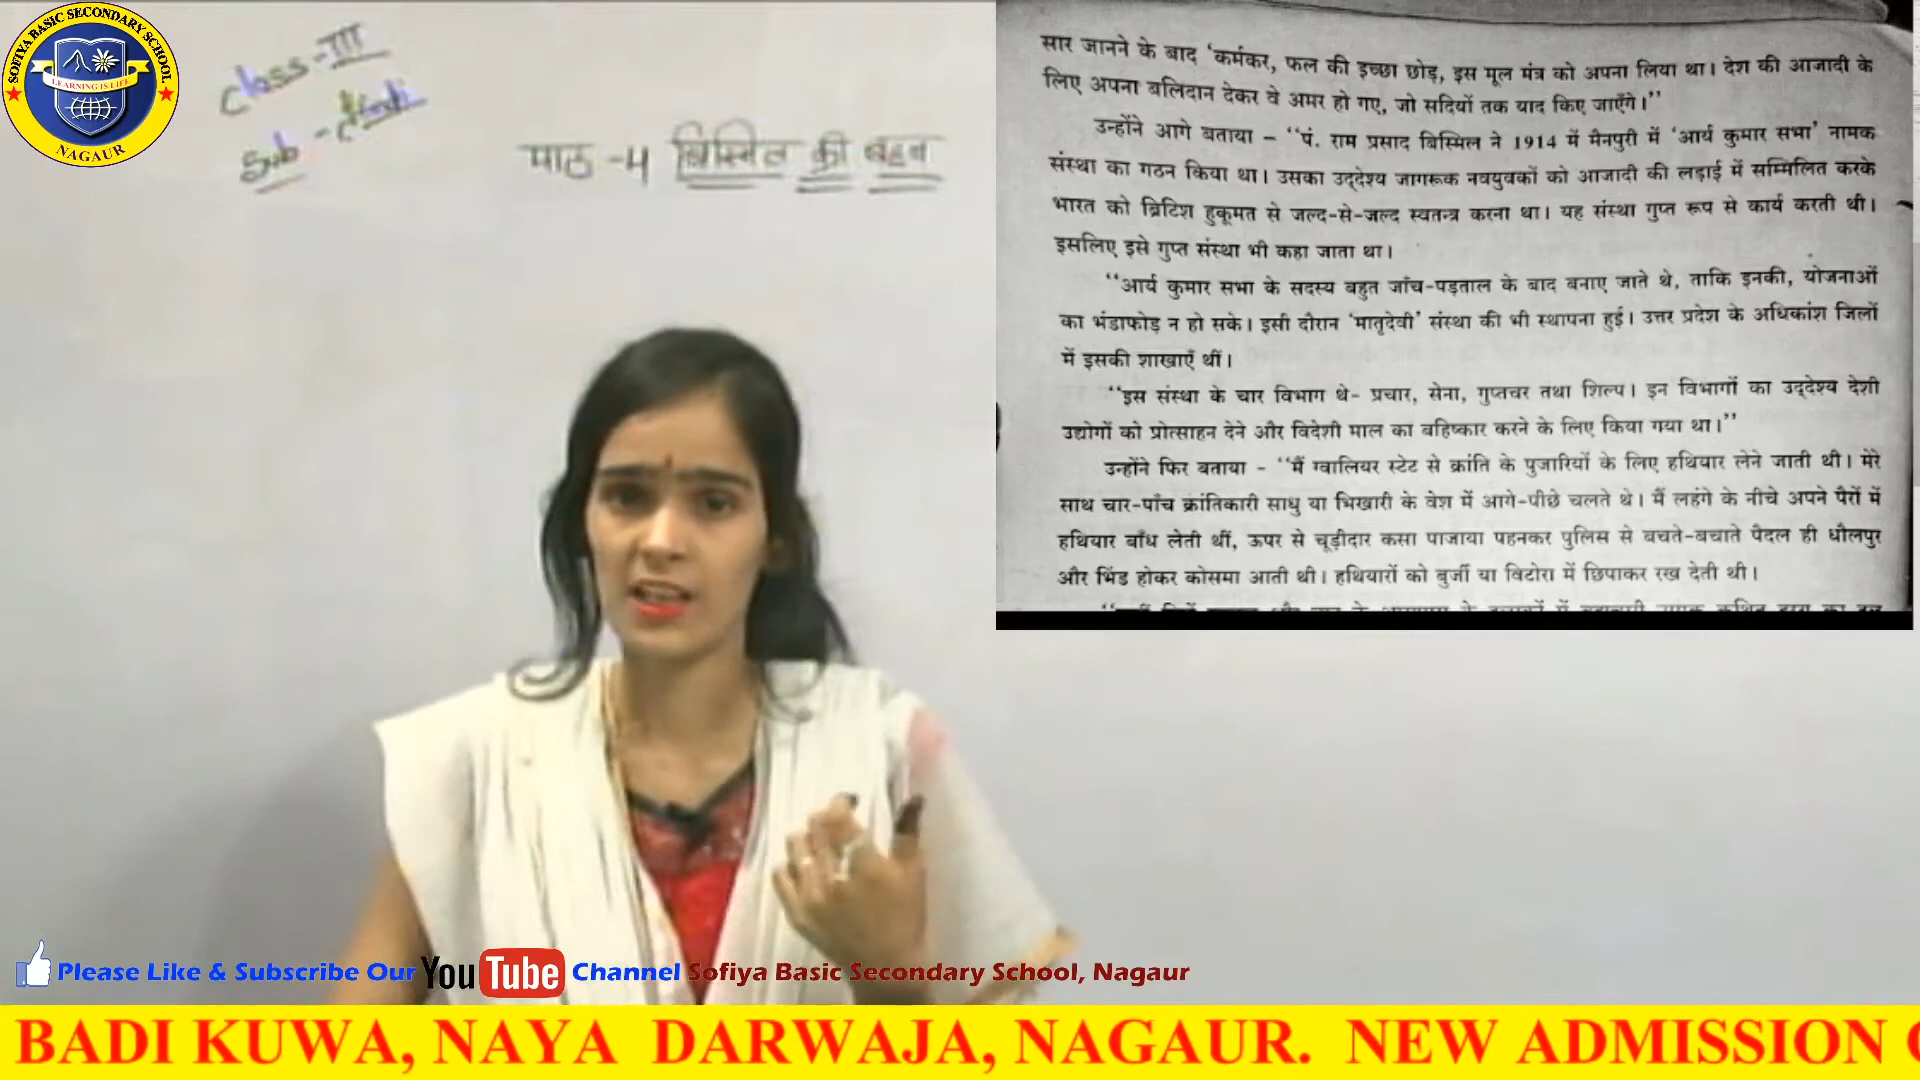 SOFIYA BASIC SECONDARY SCHOOL
LEARNING IS LIFE
NAGAUR
Class - III
Sub - Hindi
पाठ -4 बिस्मिल की बहन
सार जानने के बाद ‘कर्मकर, फल की इच्छा छोड़, इस मूल मंत्र को अपना लिया था। देश की आजादी के
लिए अपना बलिदान देकर वे अमर हो गए, जो सदियों तक याद किए जाएँगे।’’
उन्होंने आगे बताया – ‘‘पं. राम प्रसाद बिस्मिल ने 1914 में मैनपुरी में ‘आर्य कुमार सभा’ नामक
संस्था का गठन किया था। उसका उद्देश्य जागरूक नवयुवकों को आजादी की लड़ाई में सम्मिलित करके
भारत को ब्रिटिश हुकूमत से जल्द-से-जल्द स्वतन्त्र करना था। यह संस्था गुप्त रूप से कार्य करती थी।
इसलिए इसे गुप्त संस्था भी कहा जाता था।
‘‘आर्य कुमार सभा के सदस्य बहुत जाँच-पड़ताल के बाद बनाए जाते थे, ताकि इनकी, योजनाओं
का भंडाफोड़ न हो सके। इसी दौरान ‘मातृदेवी’ संस्था की भी स्थापना हुई। उत्तर प्रदेश के अधिकांश जिलों
में इसकी शाखाएँ थीं।
‘‘इस संस्था के चार विभाग थे- प्रचार, सेना, गुप्तचर तथा शिल्प। इन विभागों का उद्देश्य देशी
उद्योगों को प्रोत्साहन देने और विदेशी माल का बहिष्कार करने के लिए किया गया था।’’
उन्होंने फिर बताया – ‘‘मैं ग्वालियर स्टेट से क्रांति के पुजारियों के लिए हथियार लेने जाती थी। मेरे
साथ चार-पाँच क्रांतिकारी साधु या भिखारी के वेश में आगे-पीछे चलते थे। मैं लहंगे के नीचे अपने पैरों में
हथियार बाँध लेती थीं, ऊपर से चूड़ीदार कसा पाजाया पहनकर पुलिस से बचते-बचाते पैदल ही धौलपुर
और भिंड होकर कोसमा आती थी। हथियारों को बुर्जी या विटोरा में छिपाकर रख देती थी।
Please Like & Subscribe Our YouTube Channel Sofiya Basic Secondary School, Nagaur
BADI KUWA, NAYA DARWAJA, NAGAUR. NEW ADMISSION